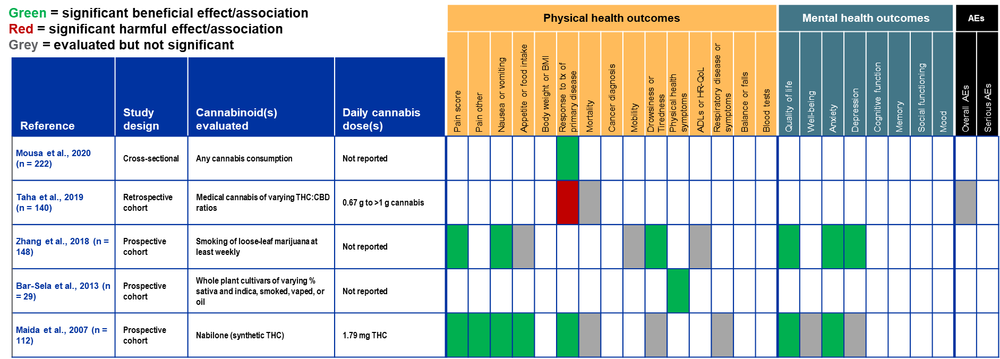 Green = significant beneficial effect/association
Red = significant harmful effect/association
Grey = evaluated but not significant
Physical health outcomes
Mental health outcomes
AEs
Reference
Study
design
Cannabinoid(s)
evaluated
Daily cannabis
dose(s)
Pain score
Pain other
Nausea or vomiting
Appetite or food intake
Body weight or BMI
Response to tx of
primary disease
Mortality
Cancer diagnosis
Mobility
Drowsiness or
Tiredness
Physical health
symptoms
ADLs or HR-QoL
Respiratory disease or
symptoms
Balance or falls
Blood tests
Quality of life
Well-being
Anxiety
Depression
Cognitive function
Memory
Social functioning
Mood
Overall AEs
Serious AEs
Mousa et al., 2020
(n = 222)
Cross-sectional
Any cannabis consumption
Not reported
Taha et al., 2019
(n = 140)
Retrospective
cohort
Medical cannabis of varying THC:CBD
ratios
0.67 g to >1 g cannabis
Zhang et al., 2018 (n =
148)
Prospective
cohort
Smoking of loose-leaf marijuana at
least weekly
Not reported
Bar-Sela et al., 2013 (n
= 29)
Prospective
cohort
Whole plant cultivars of varying %
sativa and indica, smoked, vaped, or
oil
Not reported
Maida et al., 2007 (n =
112)
Prospective
cohort
Nabilone (synthetic THC)
1.79 mg THC